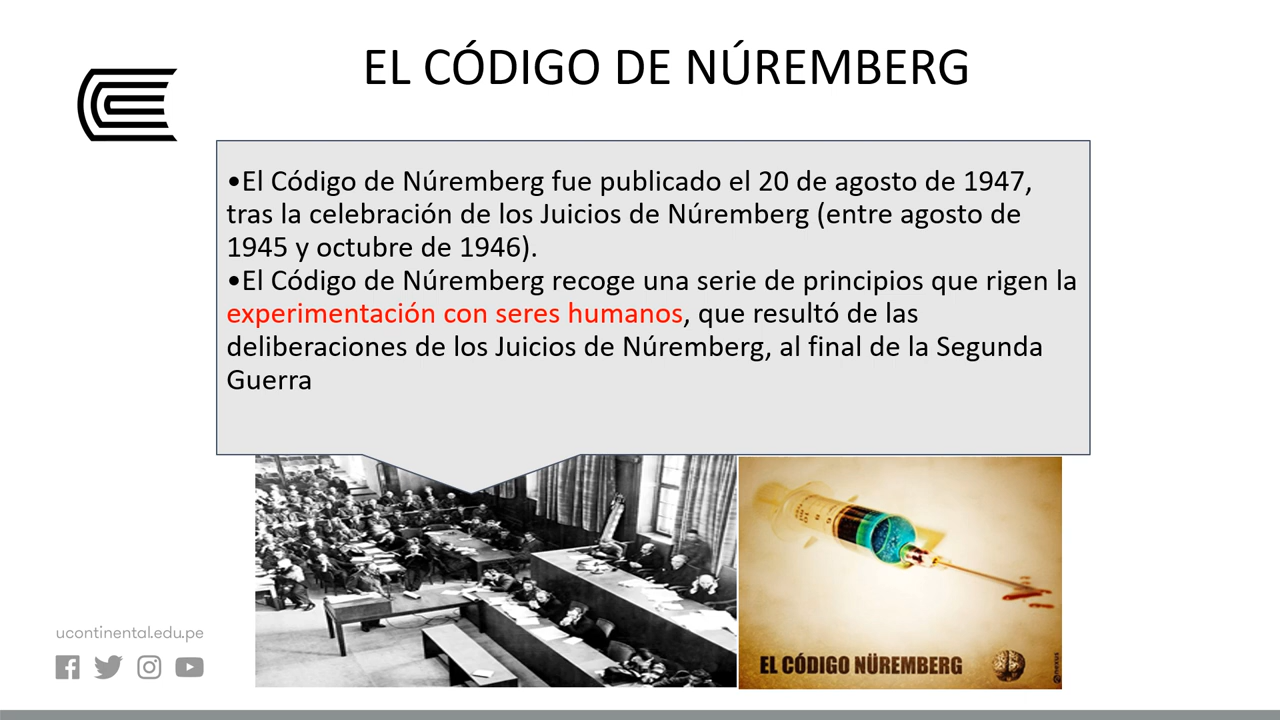 EL CÓDIGO DE NÚREMBERG
•El Código de Núremberg fue publicado el 20 de agosto de 1947,
tras la celebración de los Juicios de Núremberg (entre agosto de
1945 y octubre de 1946).
•El Código de Núremberg recoge una serie de principios que rigen la
experimentación con seres humanos, que resultó de las
deliberaciones de los Juicios de Núremberg, al final de la Segunda
Guerra
EL CÓDIGO NÜREMBERG
ucontinental.edu.pe